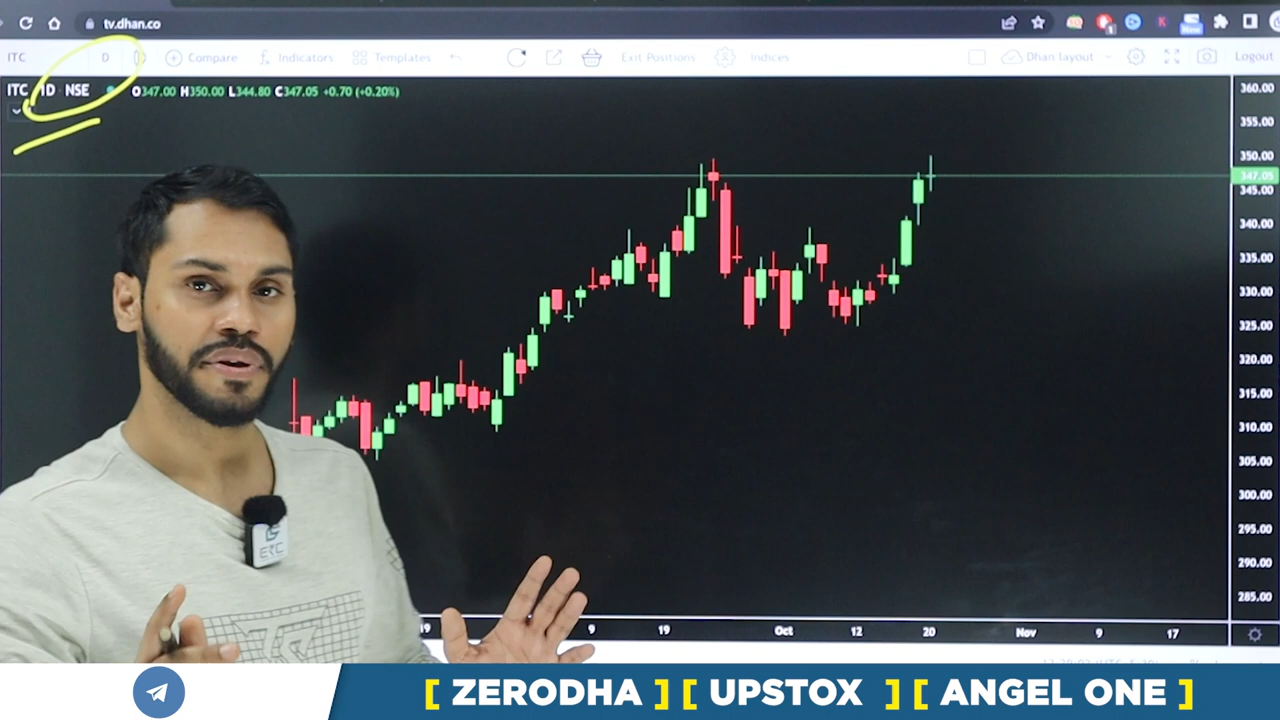 tv.dhan.co
New
1
ITC
D
Compare
Indicators
Templates
Exit Positions
Indices
Dhan layout
Logout
ITC 1D NSE
O347.00 H350.00 L344.80 C347.05 +0.70 (+0.20%)
360.00
355.00
350.00
347.05
345.00
340.00
335.00
330.00
325.00
320.00
315.00
310.00
305.00
300.00
295.00
290.00
285.00
ERC
19
9
19
Oct
12
20
Nov
9
17
[ ZERODHA ] [ UPSTOX ] [ ANGEL ONE ]